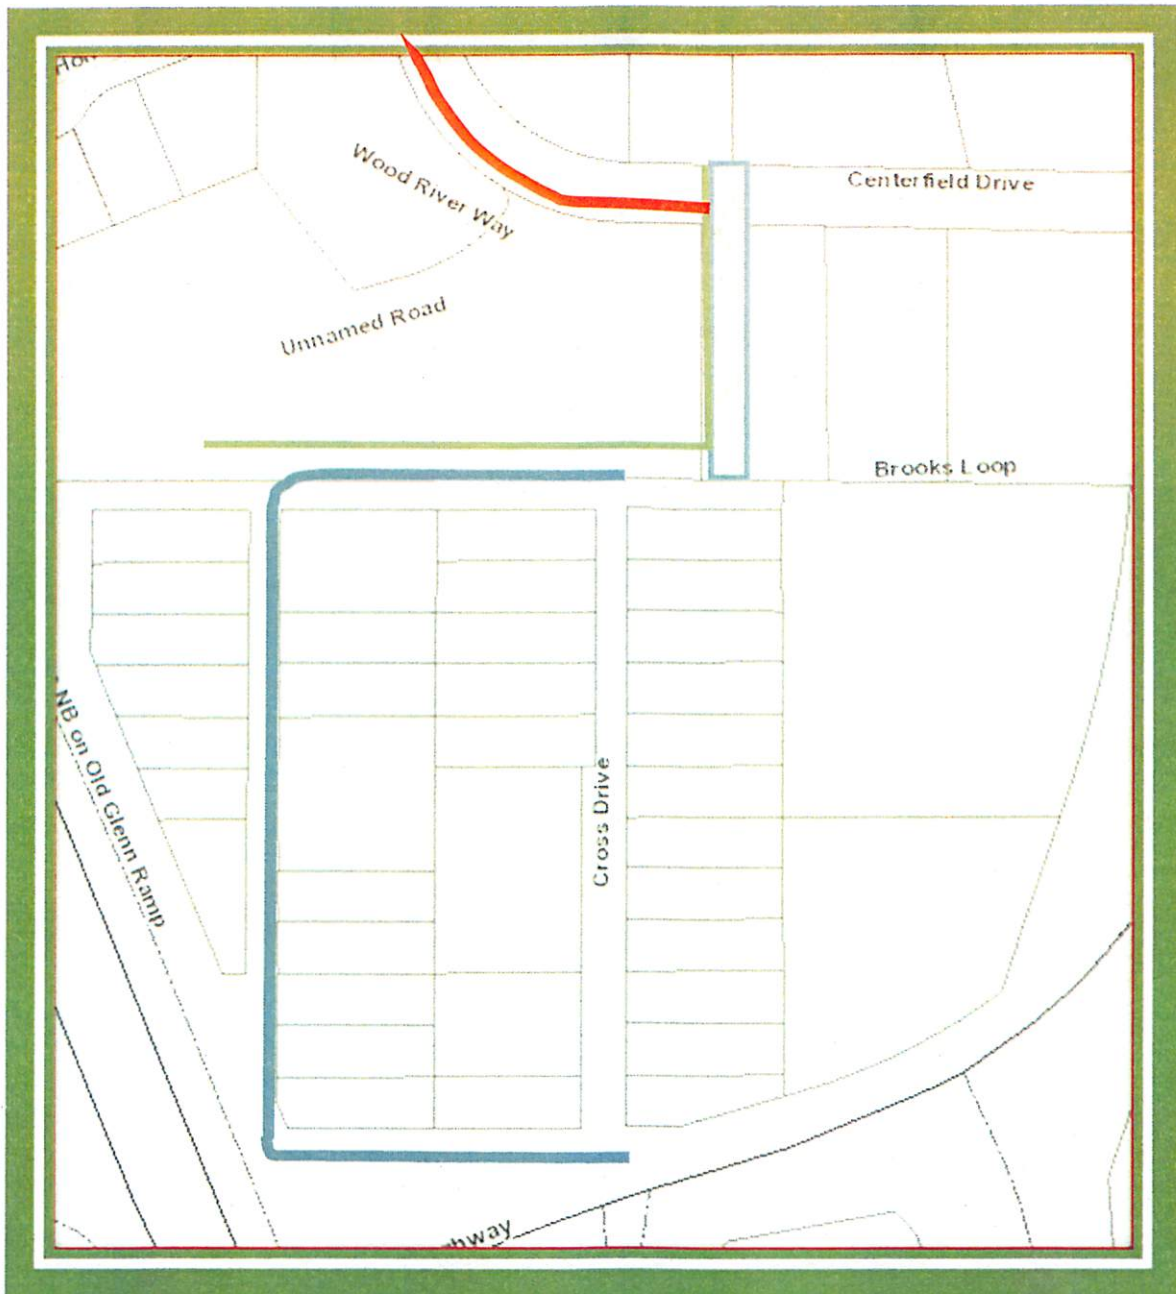 Wood River Way
Centerfield Drive
Unnamed Road
Brooks Loop
NB on Old Glenn Ramp
Cross Drive